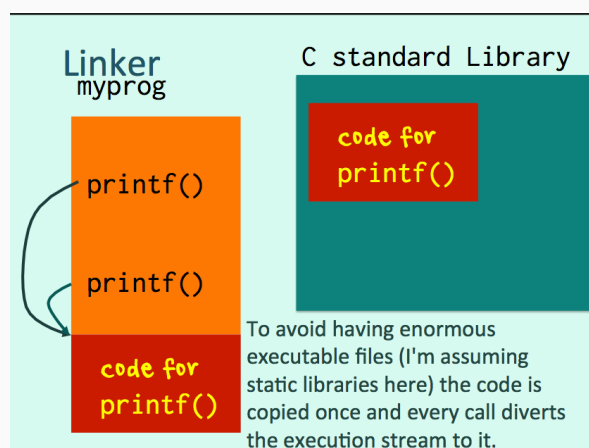 Linker
myprog
printf()
printf()
code for
printf()
C standard Library
code for
printf()
To avoid having enormous
executable files (I'm assuming
static libraries here) the code is
copied once and every call diverts
the execution stream to it.